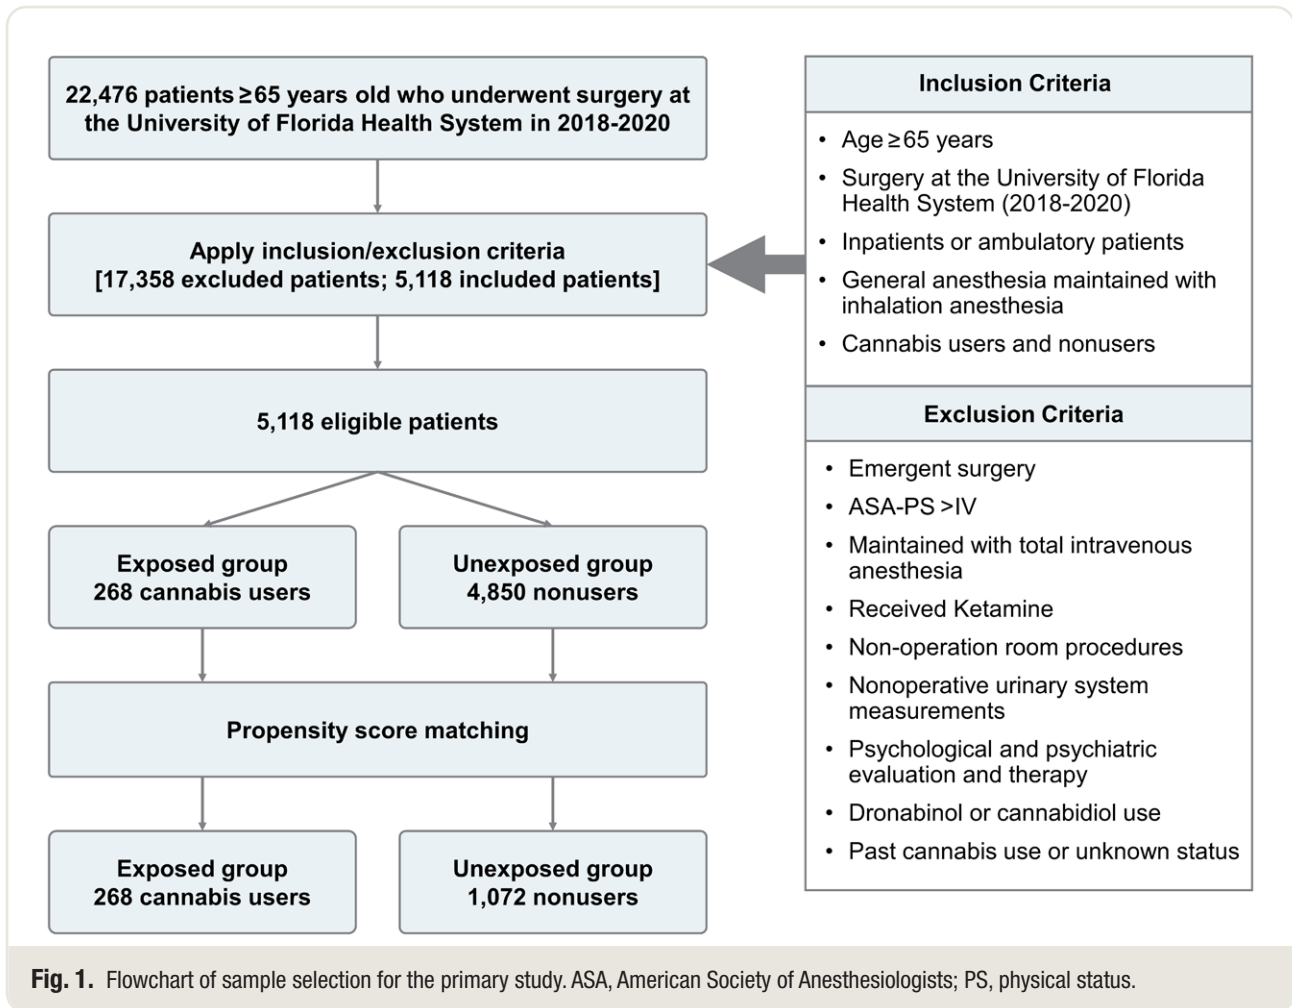 22,476 patients ≥65 years old who underwent surgery at
the University of Florida Health System in 2018-2020
Apply inclusion/exclusion criteria
[17,358 excluded patients; 5,118 included patients]
5,118 eligible patients
Exposed group
268 cannabis users
Unexposed group
4,850 nonusers
Propensity score matching
Exposed group
268 cannabis users
Unexposed group
1,072 nonusers
Inclusion Criteria
• Age ≥65 years
• Surgery at the University of Florida
Health System (2018-2020)
• Inpatients or ambulatory patients
• General anesthesia maintained with
inhalation anesthesia
• Cannabis users and nonusers
Exclusion Criteria
• Emergent surgery
• ASA-PS >IV
• Maintained with total intravenous
anesthesia
• Received Ketamine
• Non-operation room procedures
• Nonoperative urinary system
measurements
• Psychological and psychiatric
evaluation and therapy
• Dronabinol or cannabidiol use
• Past cannabis use or unknown status
Fig. 1. Flowchart of sample selection for the primary study. ASA, American Society of Anesthesiologists; PS, physical status.